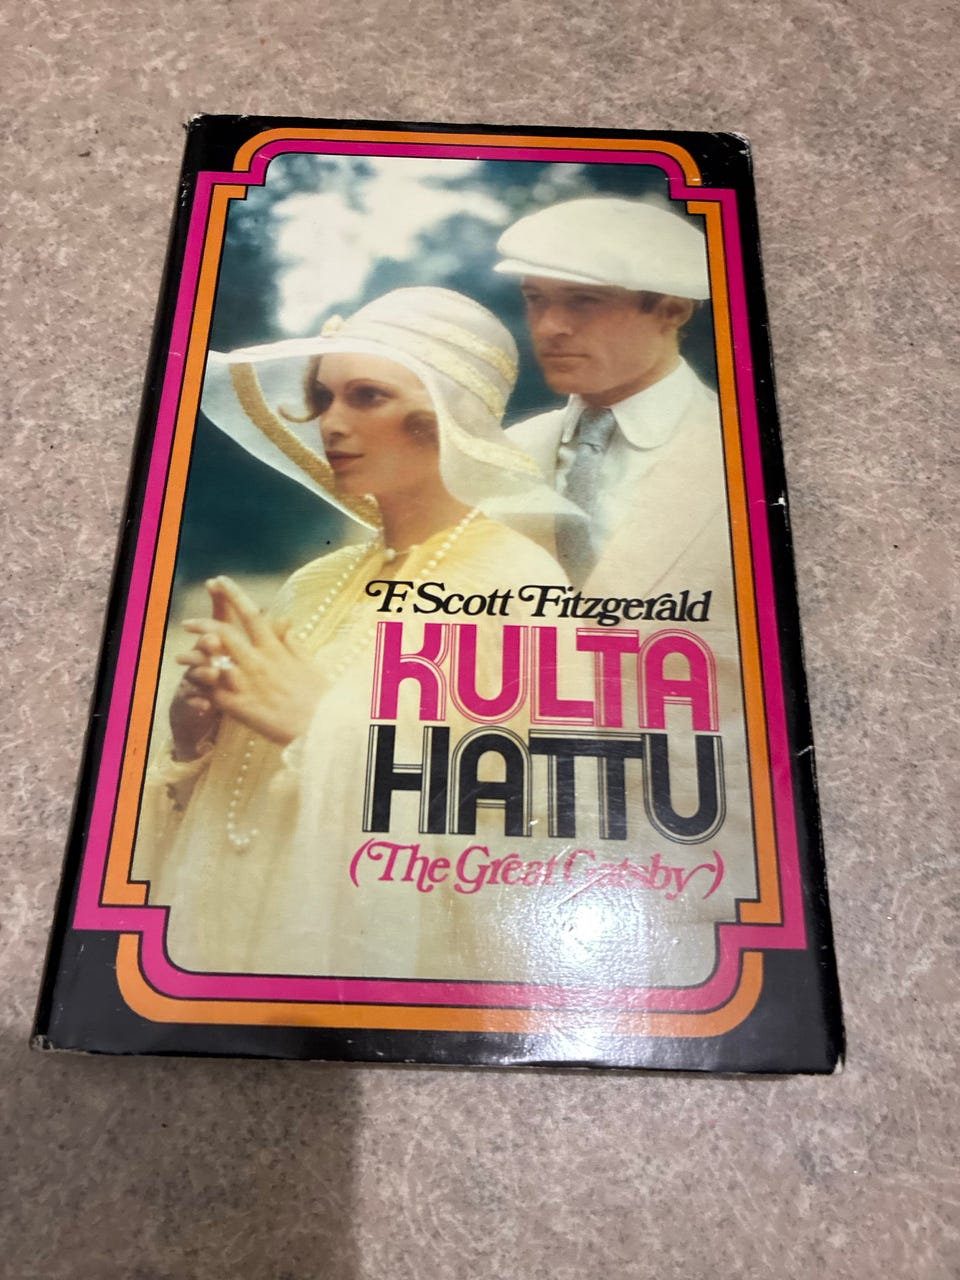 F. Scott Fitzgerald
KULTA
HATTU
(The Great Gatsby)